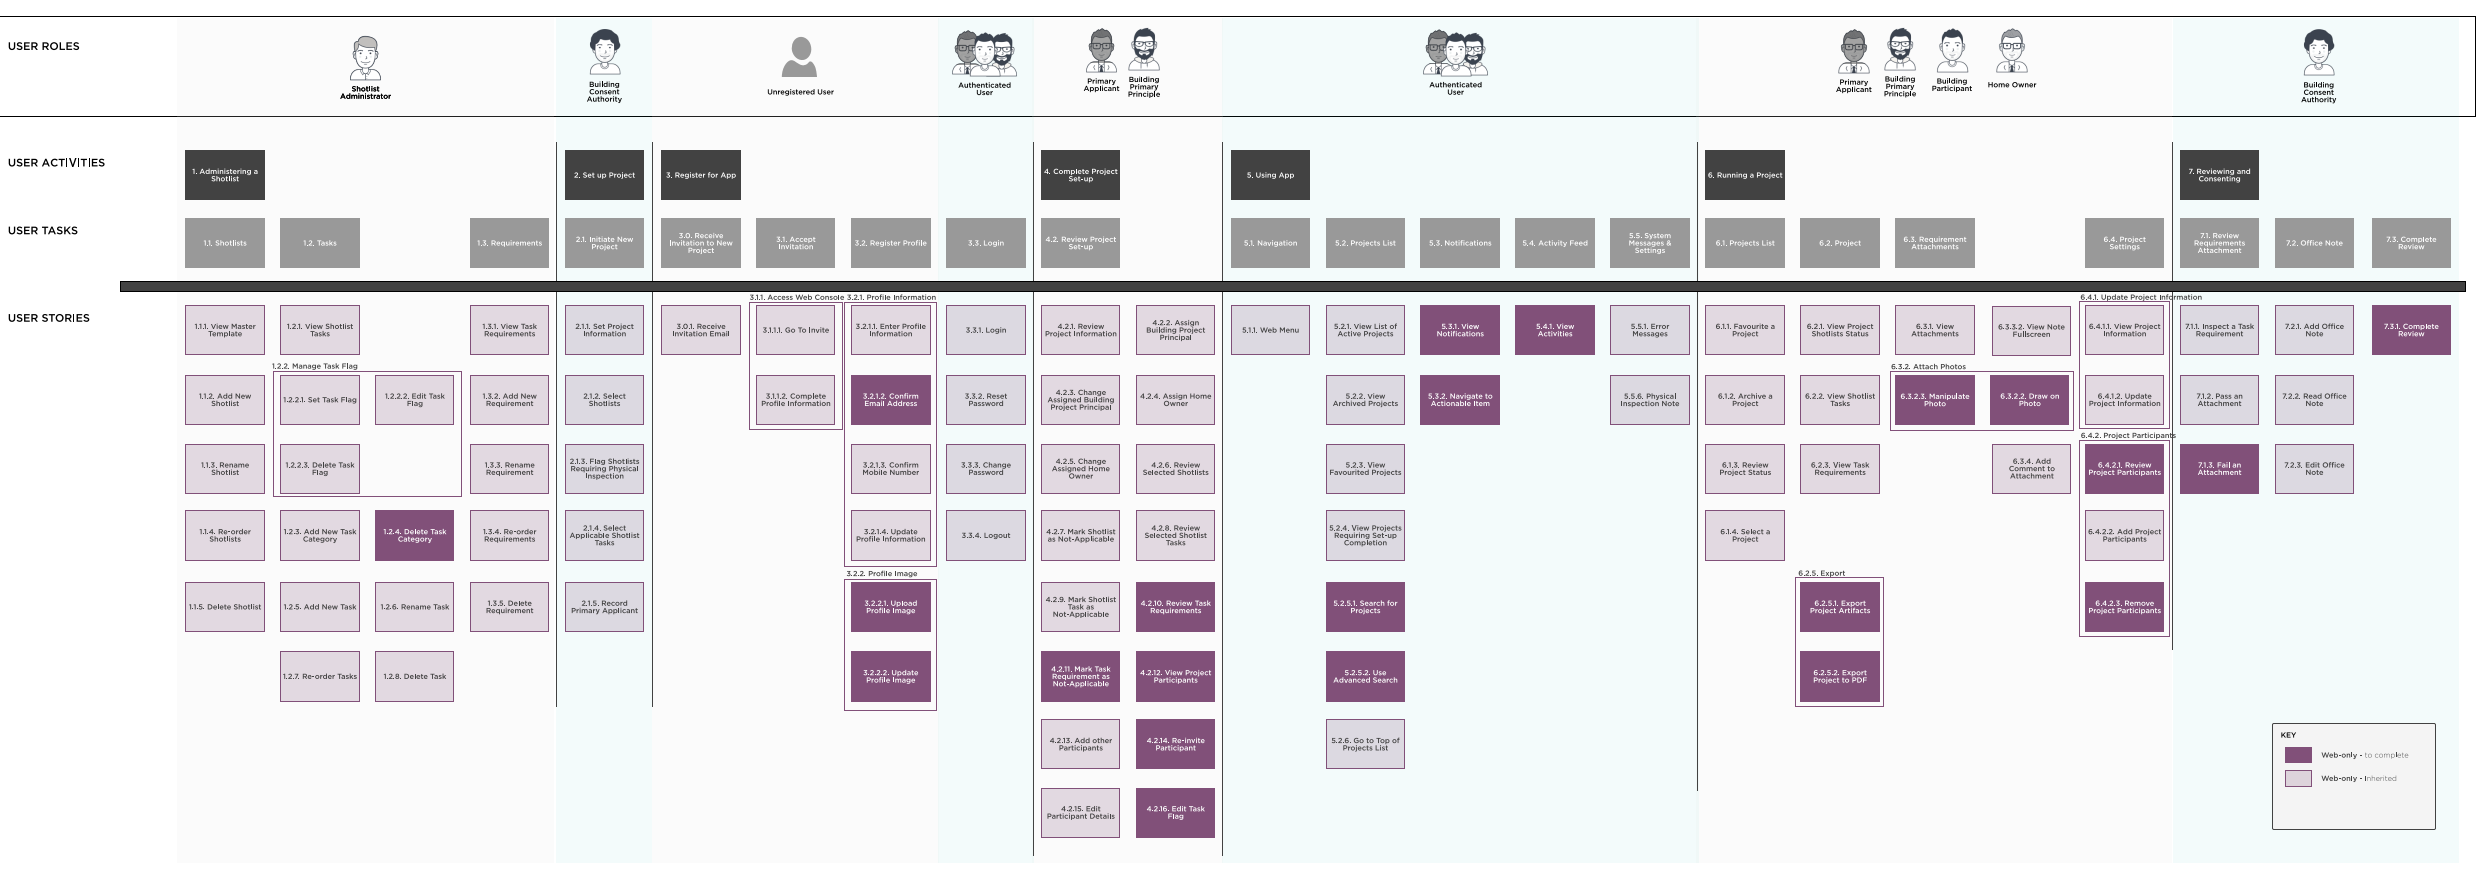 USER ROLES
Shotlist
Administrator
Building
Consent
Authority
Unregistered User
Authenticated
User
Primary
Applicant
Building
Primary
Principle
Authenticated
User
Primary
Applicant
Building
Primary
Principle
Building
Participant
Home Owner
Building
Consent
Authority
USER ACTIVITIES
1. Administering a
Shotlist
2. Set up Project
3. Register for App
4. Complete Project
Set-up
5. Using App
6. Running a Project
7. Reviewing and
Consenting
USER TASKS
1.1. Shotlists
1.2. Tasks
1.3. Requirements
2.1. Initiate New
Project
3.0. Receive
Invitation to New
Project
3.1. Accept
Invitation
3.2. Register Profile
3.3. Login
4.2. Review Project
Set-up
5.1. Navigation
5.2. Projects List
5.3. Notifications
5.4. Activity Feed
5.5. System
Messages &
Settings
6.1. Projects List
6.2. Project
6.3. Requirement
Attachments
6.4. Project
Settings
7.1. Review
Requirements
Attachment
7.2. Office Note
7.3. Complete
Review
USER STORIES
3.1.1. Access Web Console
3.2.1. Profile Information
6.4.1. Update Project Information
1.1.1. View Master
Template
1.2.1. View Shotlist
Tasks
1.3.1. View Task
Requirements
2.1.1. Set Project
Information
3.0.1. Receive
Invitation Email
3.1.1.1. Go To Invite
3.2.1.1. Enter Profile
Information
3.3.1. Login
4.2.1. Review
Project Information
4.2.2. Assign
Building Project
Principal
5.1.1. Web Menu
5.2.1. View List of
Active Projects
5.3.1. View
Notifications
5.4.1. View
Activities
5.5.1. Error
Messages
6.1.1. Favourite a
Project
6.2.1. View Project
Shotlists Status
6.3.1. View
Attachments
6.3.3.2. View Note
Fullscreen
6.4.1.1. View Project
Information
7.1.1. Inspect a Task
Requirement
7.2.1. Add Office
Note
7.3.1. Complete
Review
1.2.2. Manage Task Flag
6.3.2. Attach Photos
1.1.2. Add New
Shotlist
1.2.2.1. Set Task Flag
1.2.2.2. Edit Task
Flag
1.3.2. Add New
Requirement
2.1.2. Select
Shotlists
3.1.1.2. Complete
Profile Information
3.2.1.2. Confirm
Email Address
3.3.2. Reset
Password
4.2.3. Change
Assigned Building
Project Principal
4.2.4. Assign Home
Owner
5.2.2. View
Archived Projects
5.3.2. Navigate to
Actionable Item
5.5.6. Physical
Inspection Note
6.1.2. Archive a
Project
6.2.2. View Shotlist
Tasks
6.3.2.3. Manipulate
Photo
6.3.2.2. Draw on
Photo
6.4.1.2. Update
Project Information
7.1.2. Pass an
Attachment
7.2.2. Read Office
Note
6.4.2. Project Participants
1.1.3. Rename
Shotlist
1.2.2.3. Delete Task
Flag
1.3.3. Rename
Requirement
2.1.3. Flag Shotlists
Requiring Physical
Inspection
3.2.1.3. Confirm
Mobile Number
3.3.3. Change
Password
4.2.5. Change
Assigned Home
Owner
4.2.6. Review
Selected Shotlists
5.2.3. View
Favourited Projects
6.1.3. Review
Project Status
6.2.3. View Task
Requirements
6.3.4. Add
Comment to
Attachment
6.4.2.1. Review
Project Participants
7.1.3. Fail an
Attachment
7.2.3. Edit Office
Note
1.1.4. Re-order
Shotlists
1.2.3. Add New Task
Category
1.2.4. Delete Task
Category
1.3.4. Re-order
Requirements
2.1.4. Select
Applicable Shotlist
Tasks
3.2.1.4. Update
Profile Information
3.3.4. Logout
4.2.7. Mark Shotlist
as Not-Applicable
4.2.8. Review
Selected Shotlist
Tasks
5.2.4. View Projects
Requiring Set-up
Completion
6.1.4. Select a
Project
6.4.2.2. Add Project
Participants
3.2.2. Profile Image
6.2.5. Export
1.1.5. Delete Shotlist
1.2.5. Add New Task
1.2.6. Rename Task
1.3.5. Delete
Requirement
2.1.5. Record
Primary Applicant
3.2.2.1. Upload
Profile Image
4.2.9. Mark Shotlist
Task as
Not-Applicable
4.2.10. Review Task
Requirements
5.2.5.1. Search for
Projects
6.2.5.1. Export
Project Artifacts
6.4.2.3. Remove
Project Participants
1.2.7. Re-order Tasks
1.2.8. Delete Task
3.2.2.2. Update
Profile Image
4.2.11. Mark Task
Requirement as
Not-Applicable
4.2.12. View Project
Participants
5.2.5.2. Use
Advanced Search
6.2.5.2. Export
Project to PDF
4.2.13. Add other
Participants
4.2.14. Re-invite
Participant
5.2.6. Go to Top of
Projects List
4.2.15. Edit
Participant Details
4.2.16. Edit Task
Flag
KEY
Web-only - to complete
Web-only - Inherited